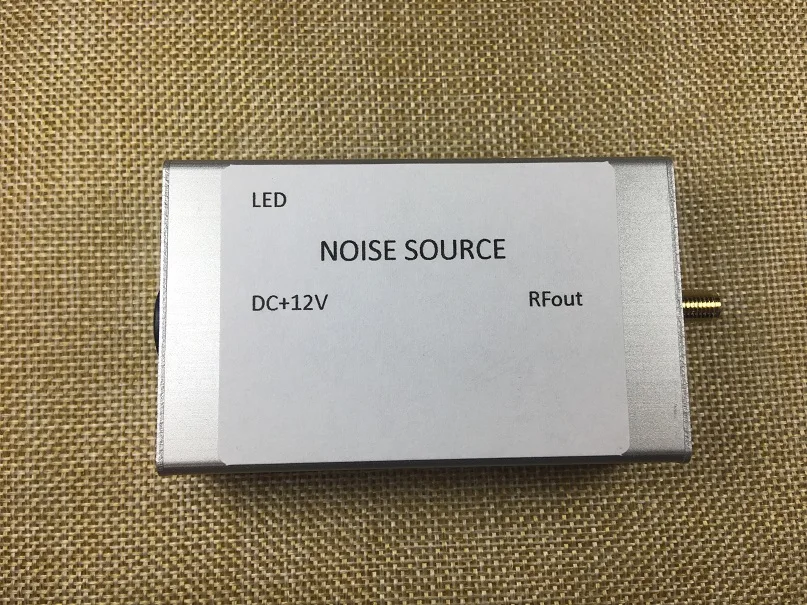 LED
NOISE SOURCE
DC+12V
RFout